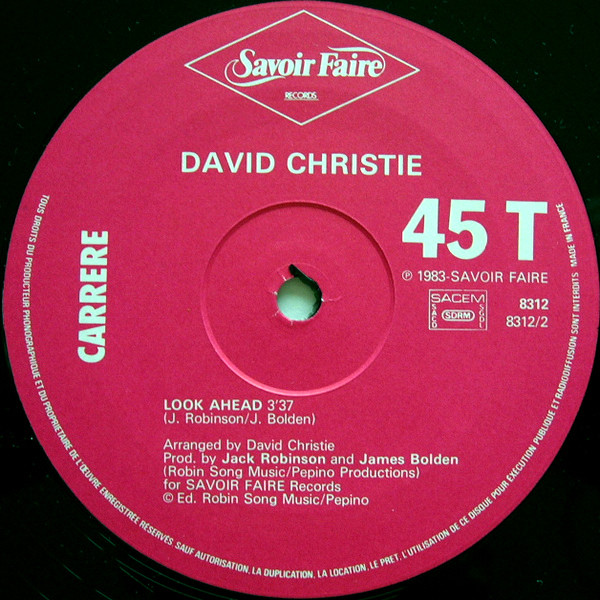 Savoir Faire
RECORDS
DAVID CHRISTIE
45 T
℗ 1983-SAVOIR FAIRE
SACEM
SACD
SDRM
SCGL
8312
8312/2
CARRERE
LOOK AHEAD 3'37
(J. Robinson/J. Bolden)
Arranged by David Christie
Prod. by Jack Robinson and James Bolden
(Robin Song Music/Pepino Productions)
for SAVOIR FAIRE Records
© Ed. Robin Song Music/Pepino
TOUS DROITS DU PRODUCTEUR PHONOGRAPHIQUE ET DU PROPRIETAIRE DE L'ŒUVRE ENREGISTREE RESERVES. SAUF AUTORISATION, LA DUPLICATION, LA LOCATION, LE PRET, L'UTILISATION DE CE DISQUE POUR EXECUTION PUBLIQUE ET RADIODIFFUSION SONT INTERDITS MADE IN FRANCE